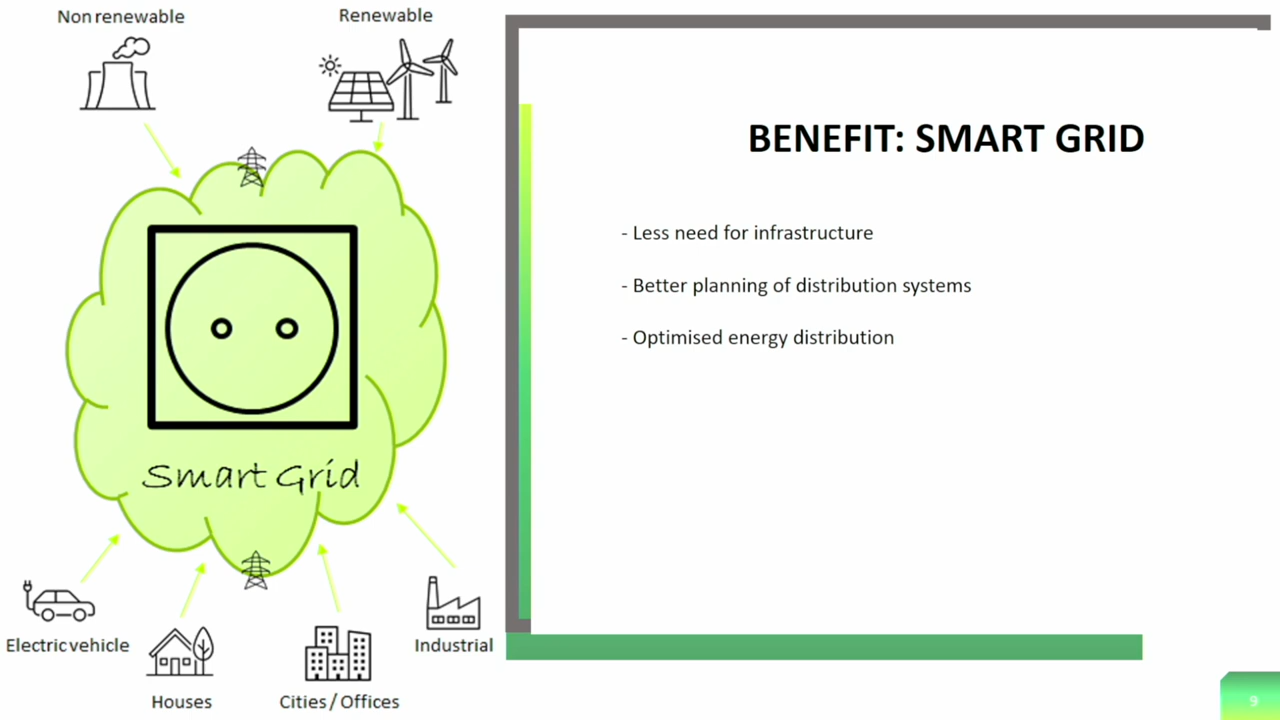 Non renewable
Renewable
Smart Grid
Electric vehicle
Houses
Cities / Offices
Industrial
BENEFIT: SMART GRID
- Less need for infrastructure
- Better planning of distribution systems
- Optimised energy distribution
9